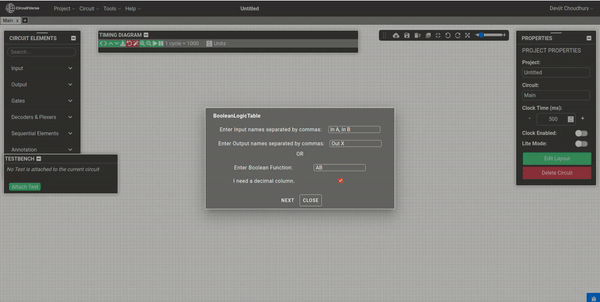 CircuitVerse
Project
Circuit
Tools
Help
Untitled
Devjit Choudhury
Main x
CIRCUIT ELEMENTS
Search...
Input
Output
Gates
Decoders & Plexers
Sequential Elements
Annotation
TESTBENCH
No Test is attached to the current circuit
Attach Test
TIMING DIAGRAM
1 cycle = 1000
Units
BooleanLogicTable
Enter Input names separated by commas: In A, In B
Enter Output names separated by commas: Out X
OR
Enter Boolean Function: AB
I need a decimal column.
NEXT CLOSE
PROPERTIES
PROJECT PROPERTIES
Project:
Untitled
Circuit:
Main
Clock Time (ms):
- 500 +
Clock Enabled:
Lite Mode:
Edit Layout
Delete Circuit